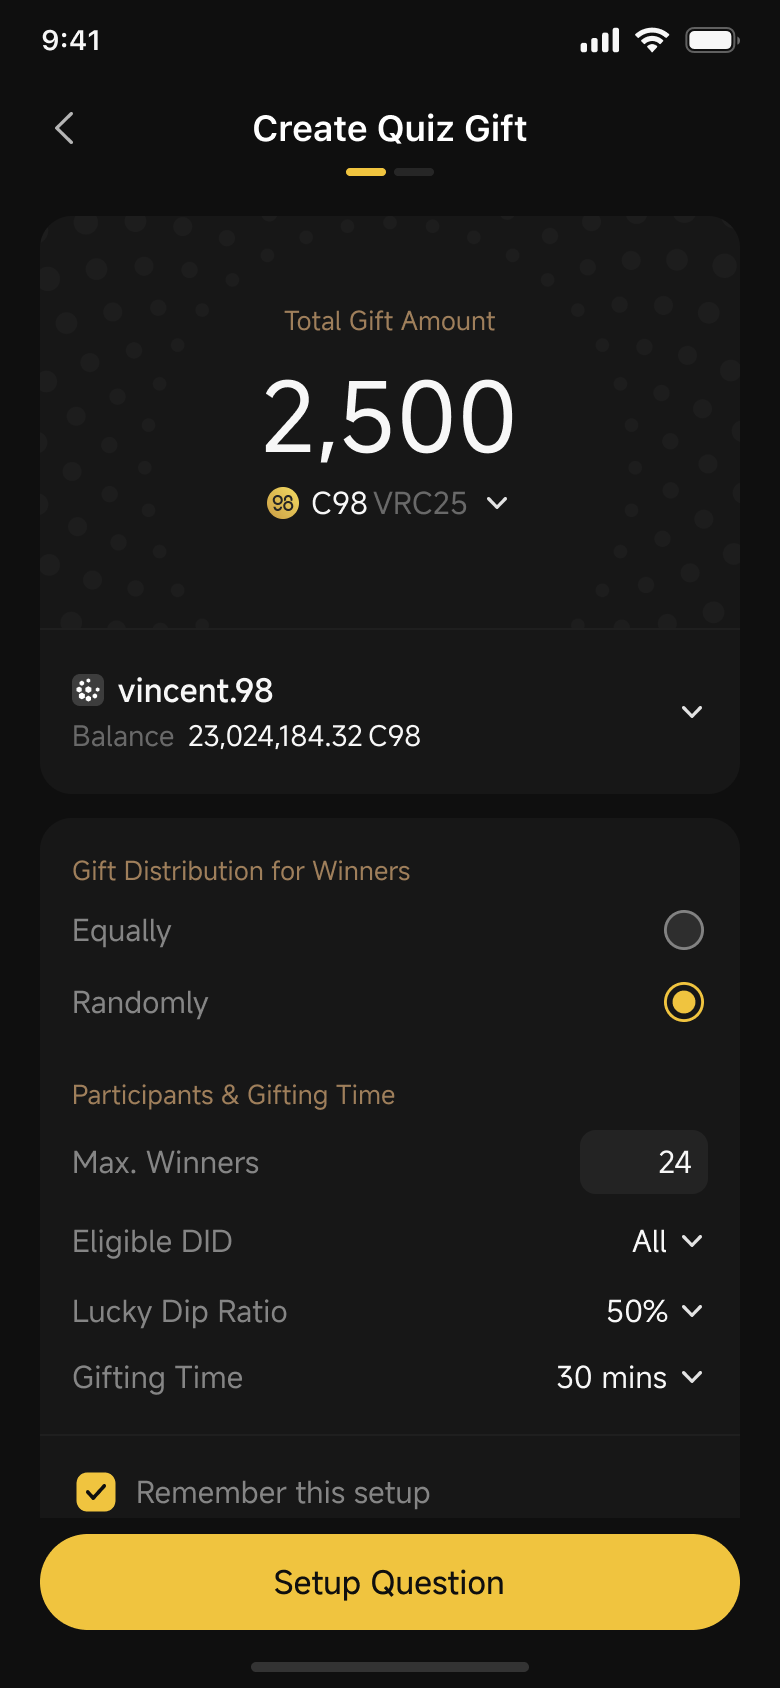 9:41
Create Quiz Gift
Total Gift Amount
2,500
98 C98 VRC25
vincent.98
Balance 23,024,184.32 C98
Gift Distribution for Winners
Equally
Randomly
Participants & Gifting Time
Max. Winners 24
Eligible DID All
Lucky Dip Ratio 50%
Gifting Time 30 mins
Remember this setup
Setup Question